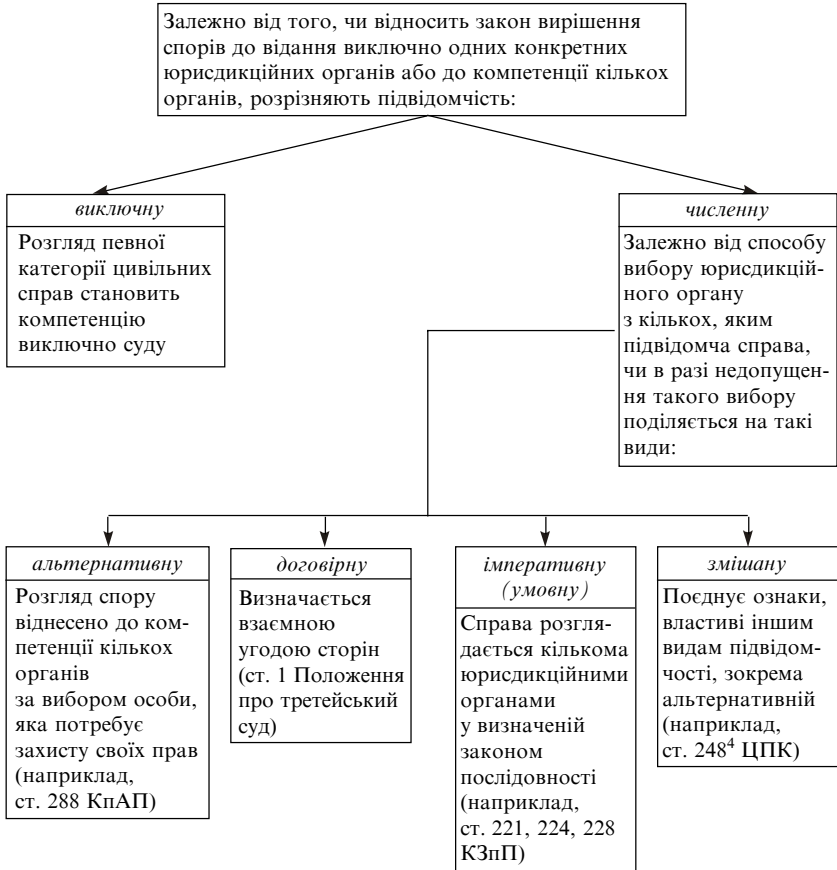 Залежно від того, чи відносить закон вирішення
спорів до відання виключно одних конкретних
юрисдикційних органів або до компетенції кількох
органів, розрізняють підвідомчість:
виключну
Розгляд певної
категорії цивільних
справ становить
компетенцію
виключно суду
численну
Залежно від способу
вибору юрисдикцій-
ного органу
з кількох, яким
підвідомча справа,
чи в разі недопущен-
ня такого вибору
поділяється на такі
види:
альтернативну
Розгляд спору
віднесено до ком-
петенції кількох
органів
за вибором особи,
яка потребує
захисту своїх прав
(наприклад,
ст. 288 КпАП)
договірну
Визначається
взаємною
угодою сторін
(ст. 1 Положення
про третейський
суд)
імперативну
(умовну)
Справа розгля-
дається кількома
юрисдикційними
органами
у визначеній
законом
послідовності
(наприклад,
ст. 221, 224, 228
КЗпП)
змішану
Поєднує ознаки,
властиві іншим
видам підвідом-
чості, зокрема
альтернативній
(наприклад,
ст. 248⁴ ЦПК)